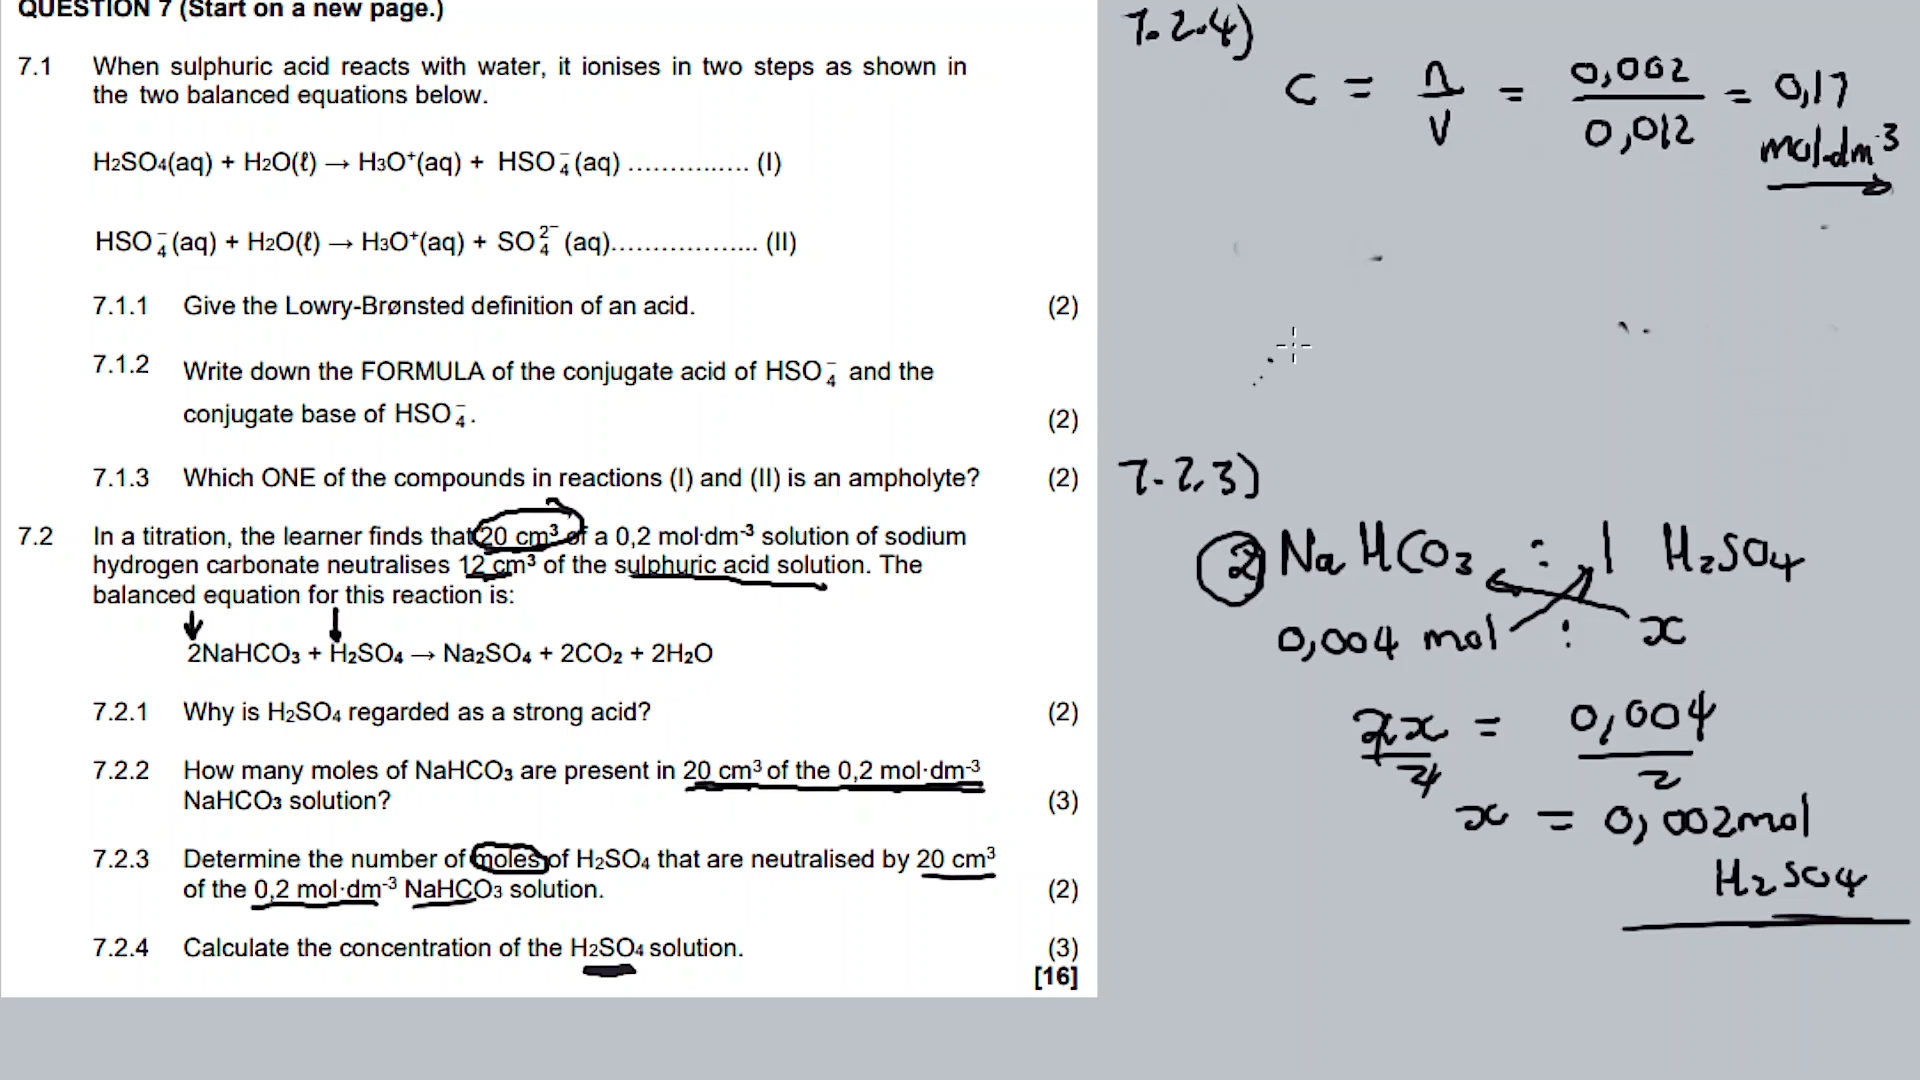 QUESTION 7 (Start on a new page.)
7.1 When sulphuric acid reacts with water, it ionises in two steps as shown in
the two balanced equations below.
H₂SO₄(aq) + H₂O(ℓ) → H₃O⁺(aq) + HSO₄⁻(aq) ................ (I)
HSO₄⁻(aq) + H₂O(ℓ) → H₃O⁺(aq) + SO₄²⁻(aq)................... (II)
7.1.1 Give the Lowry-Brønsted definition of an acid. (2)
7.1.2 Write down the FORMULA of the conjugate acid of HSO₄⁻ and the
conjugate base of HSO₄⁻. (2)
7.1.3 Which ONE of the compounds in reactions (I) and (II) is an ampholyte? (2)
7.2 In a titration, the learner finds that 20 cm³ of a 0,2 mol·dm⁻³ solution of sodium
hydrogen carbonate neutralises 12 cm³ of the sulphuric acid solution. The
balanced equation for this reaction is:
2NaHCO₃ + H₂SO₄ → Na₂SO₄ + 2CO₂ + 2H₂O
7.2.1 Why is H₂SO₄ regarded as a strong acid? (2)
7.2.2 How many moles of NaHCO₃ are present in 20 cm³ of the 0,2 mol·dm⁻³
NaHCO₃ solution? (3)
7.2.3 Determine the number of moles of H₂SO₄ that are neutralised by 20 cm³
of the 0,2 mol·dm⁻³ NaHCO₃ solution. (2)
7.2.4 Calculate the concentration of the H₂SO₄ solution. (3)
[16]
7.2.4)
c = n/V = 0,002/0,012 = 0,17
mol.dm⁻³
7.2.3)
2 NaHCO₃ : 1 H₂SO₄
0,004 mol : x
2x/2 = 0,004/2
x = 0,002mol
H₂SO₄